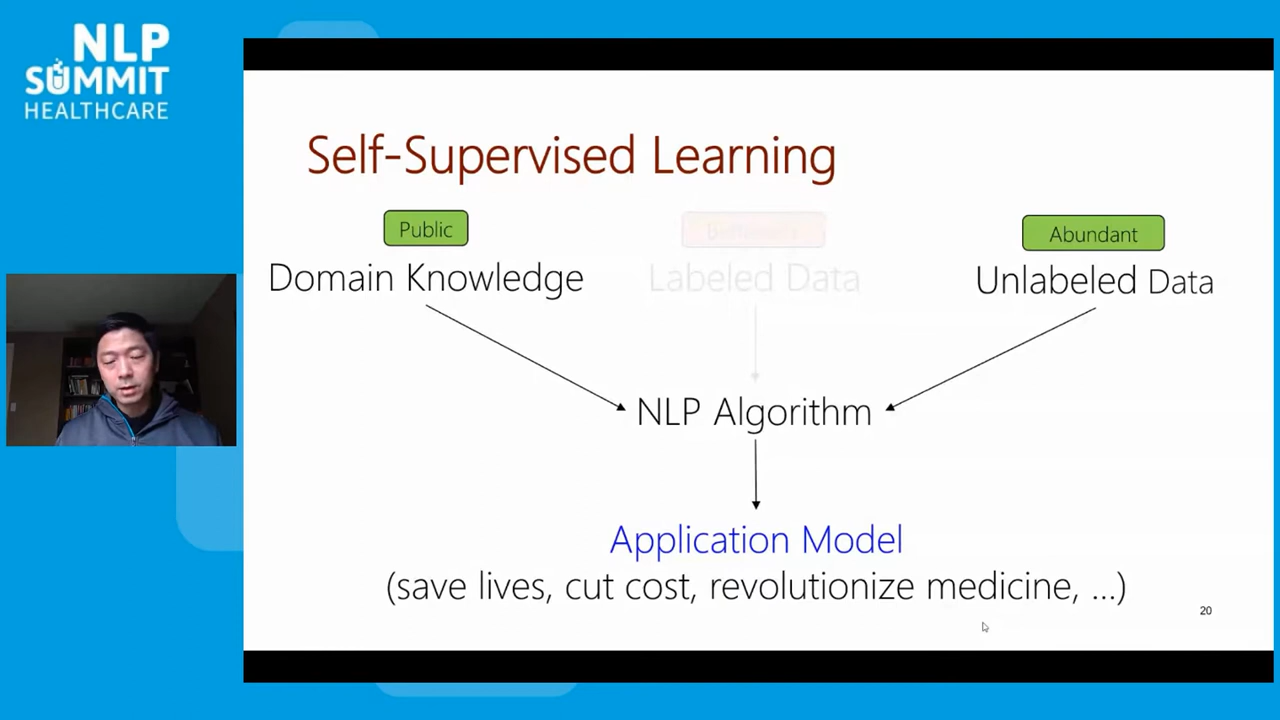 NLP
SUMMIT
HEALTHCARE
Self-Supervised Learning
Public
Abundant
Domain Knowledge
Labeled Data
Unlabeled Data
NLP Algorithm
Application Model
(save lives, cut cost, revolutionize medicine, ...)
20